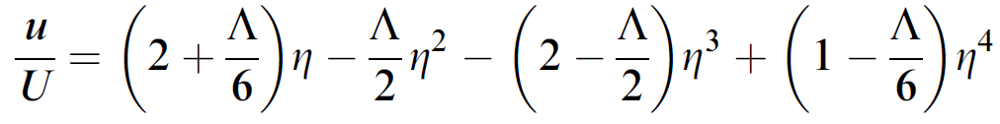 u/U = (2 + Λ/6)η − Λ/2 η² − (2 − Λ/2)η³ + (1 − Λ/6)η⁴